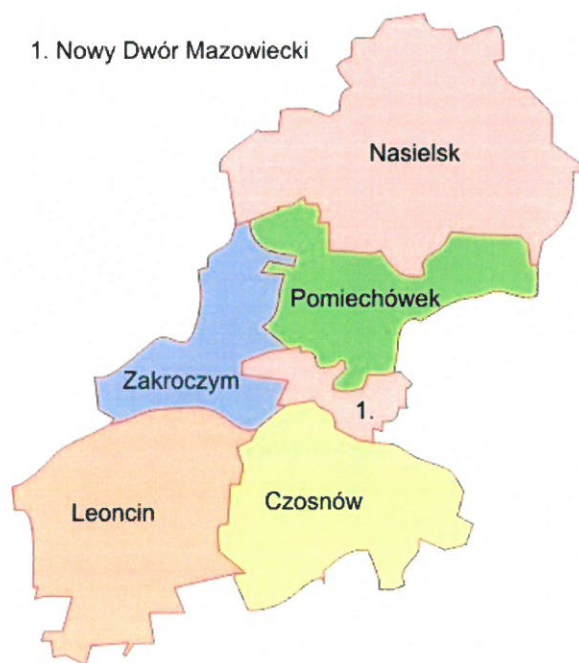 1. Nowy Dwór Mazowiecki
Nasielsk
Pomiechówek
Zakroczym
1.
Leoncin
Czosnów